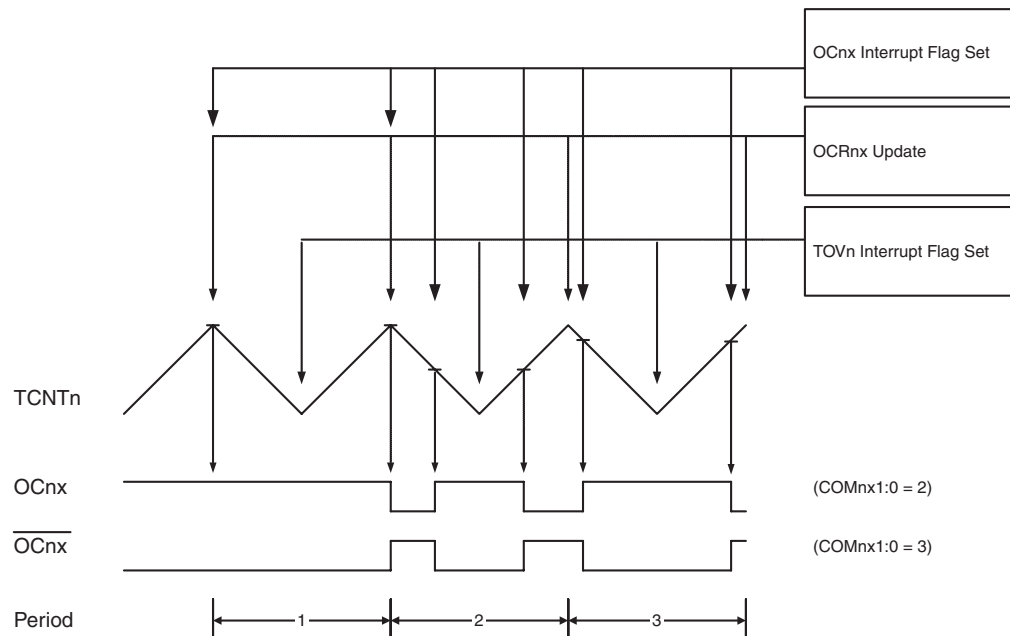 OCnx Interrupt Flag Set
OCRnx Update
TOVn Interrupt Flag Set
TCNTn
OCnx
(COMnx1:0 = 2)
OCnx
(COMnx1:0 = 3)
Period
1
2
3